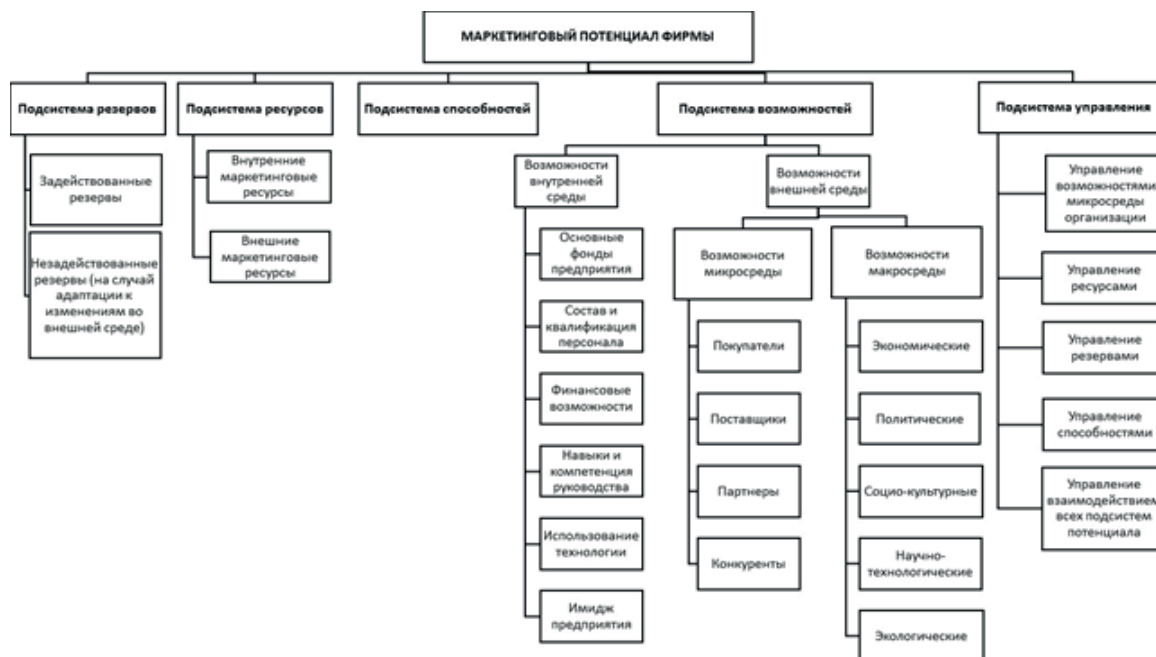 МАРКЕТИНГОВЫЙ ПОТЕНЦИАЛ ФИРМЫ
Подсистема резервов
Задействованные
резервы
Незадействованные
резервы (на случай
адаптации к
изменениям во
внешней среде)
Подсистема ресурсов
Внутренние
маркетинговые
ресурсы
Внешние
маркетинговые
ресурсы
Подсистема способностей
Подсистема возможностей
Возможности
внутренней
среды
Основные
фонды
предприятия
Состав и
квалификация
персонала
Финансовые
возможности
Навыки и
компетенция
руководства
Использование
технологии
Имидж
предприятия
Возможности
внешней среды
Возможности
микросреды
Покупатели
Поставщики
Партнеры
Конкуренты
Возможности
макросреды
Экономические
Политические
Социо-культурные
Научно-
технологические
Экологические
Подсистема управления
Управление
возможностями
микросреды
организации
Управление
ресурсами
Управление
резервами
Управление
способностями
Управление
взаимодействием
всех подсистем
потенциала